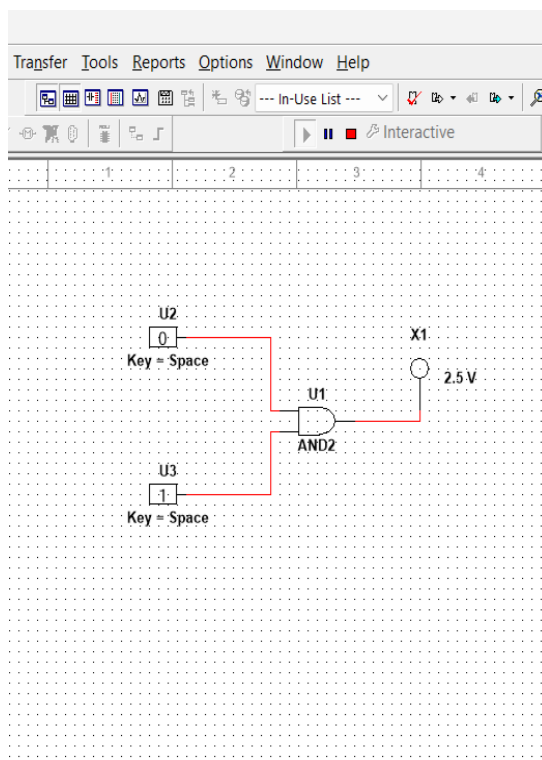 Transfer Tools Reports Options Window Help
--- In-Use List ---
Interactive
1 2 3 4
U2
0
Key = Space
X1
2.5 V
U1
AND2
U3
1
Key = Space